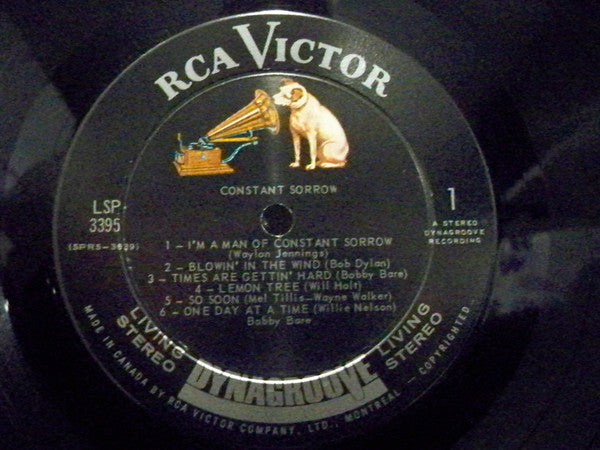 RCA VICTOR
CONSTANT SORROW
LSP-
3395
1
A STEREO
DYNAGROOVE
RECORDING
1 – I'M A MAN OF CONSTANT SORROW
(Waylon Jennings)
2 – BLOWIN' IN THE WIND (Bob Dylan)
3 – TIMES ARE GETTIN' HARD (Bobby Bare)
4 – LEMON TREE (Will Holt)
5 – SO SOON (Mel Tillis–Wayne Walker)
6 – ONE DAY AT A TIME (Willie Nelson)
Bobby Bare
LIVING
STEREO
DYNAGROOVE
LIVING
STEREO
MADE IN CANADA BY RCA VICTOR COMPANY, LTD., MONTREAL – COPYRIGHTED